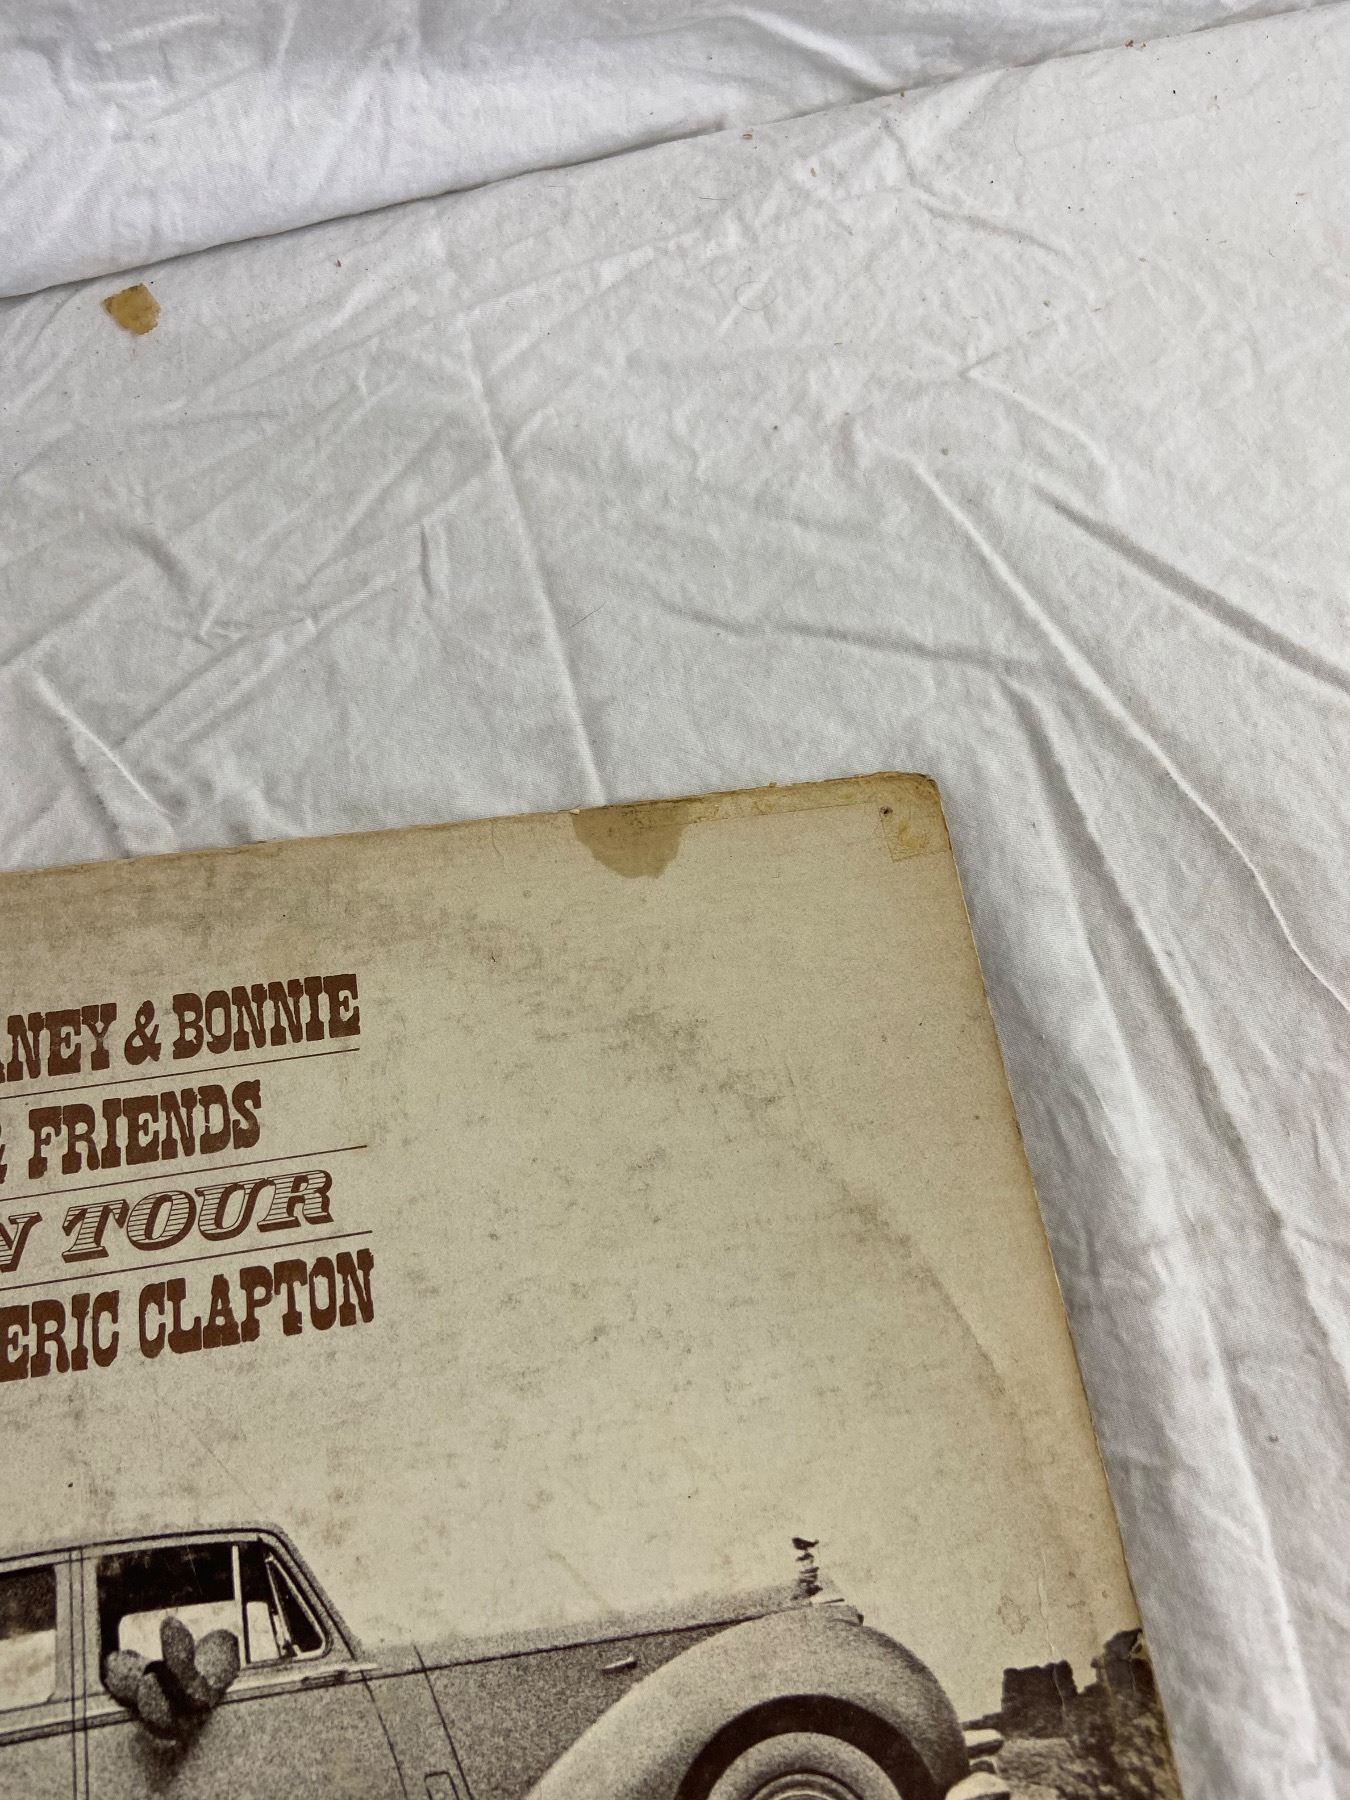 ANEY & BONNIE
& FRIENDS
N TOUR
ERIC CLAPTON